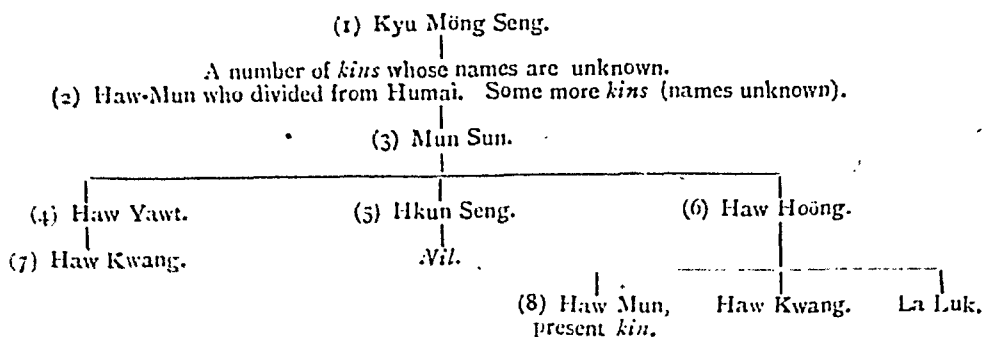 (1) Kyu Möng Seng.
A number of kins whose names are unknown.
(2) Haw-Mun who divided from Humai. Some more kins (names unknown).
(3) Mun Sun.
(4) Haw Yawt. (5) Hkun Seng. (6) Haw Hoöng.
(7) Haw Kwang. Nil.
(8) Haw Mun, Haw Kwang. La Luk.
present kin.